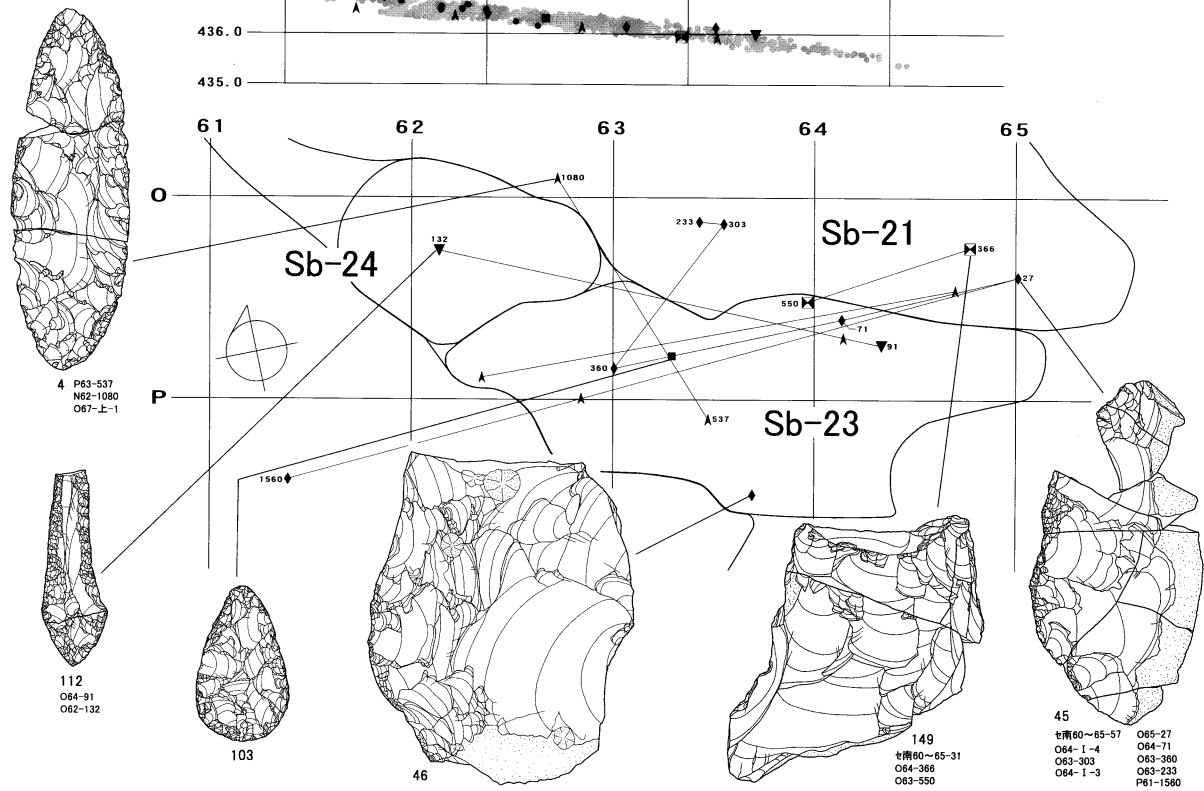 436.0
435.0
61 62 63 64 65
O
1080
233 303
Sb-21
132
366
Sb-24
27
550
71
91
360
P
537
Sb-23
1560
4
P63-537
N62-1080
O67-上-1
112
O64-91
O62-132
103
46
149
セ南60〜65-31
O64-366
O63-550
45
セ南60〜65-57
O64-Ⅰ-4
O63-303
O64-Ⅰ-3
O65-27
O64-71
O63-360
O63-233
P61-1560